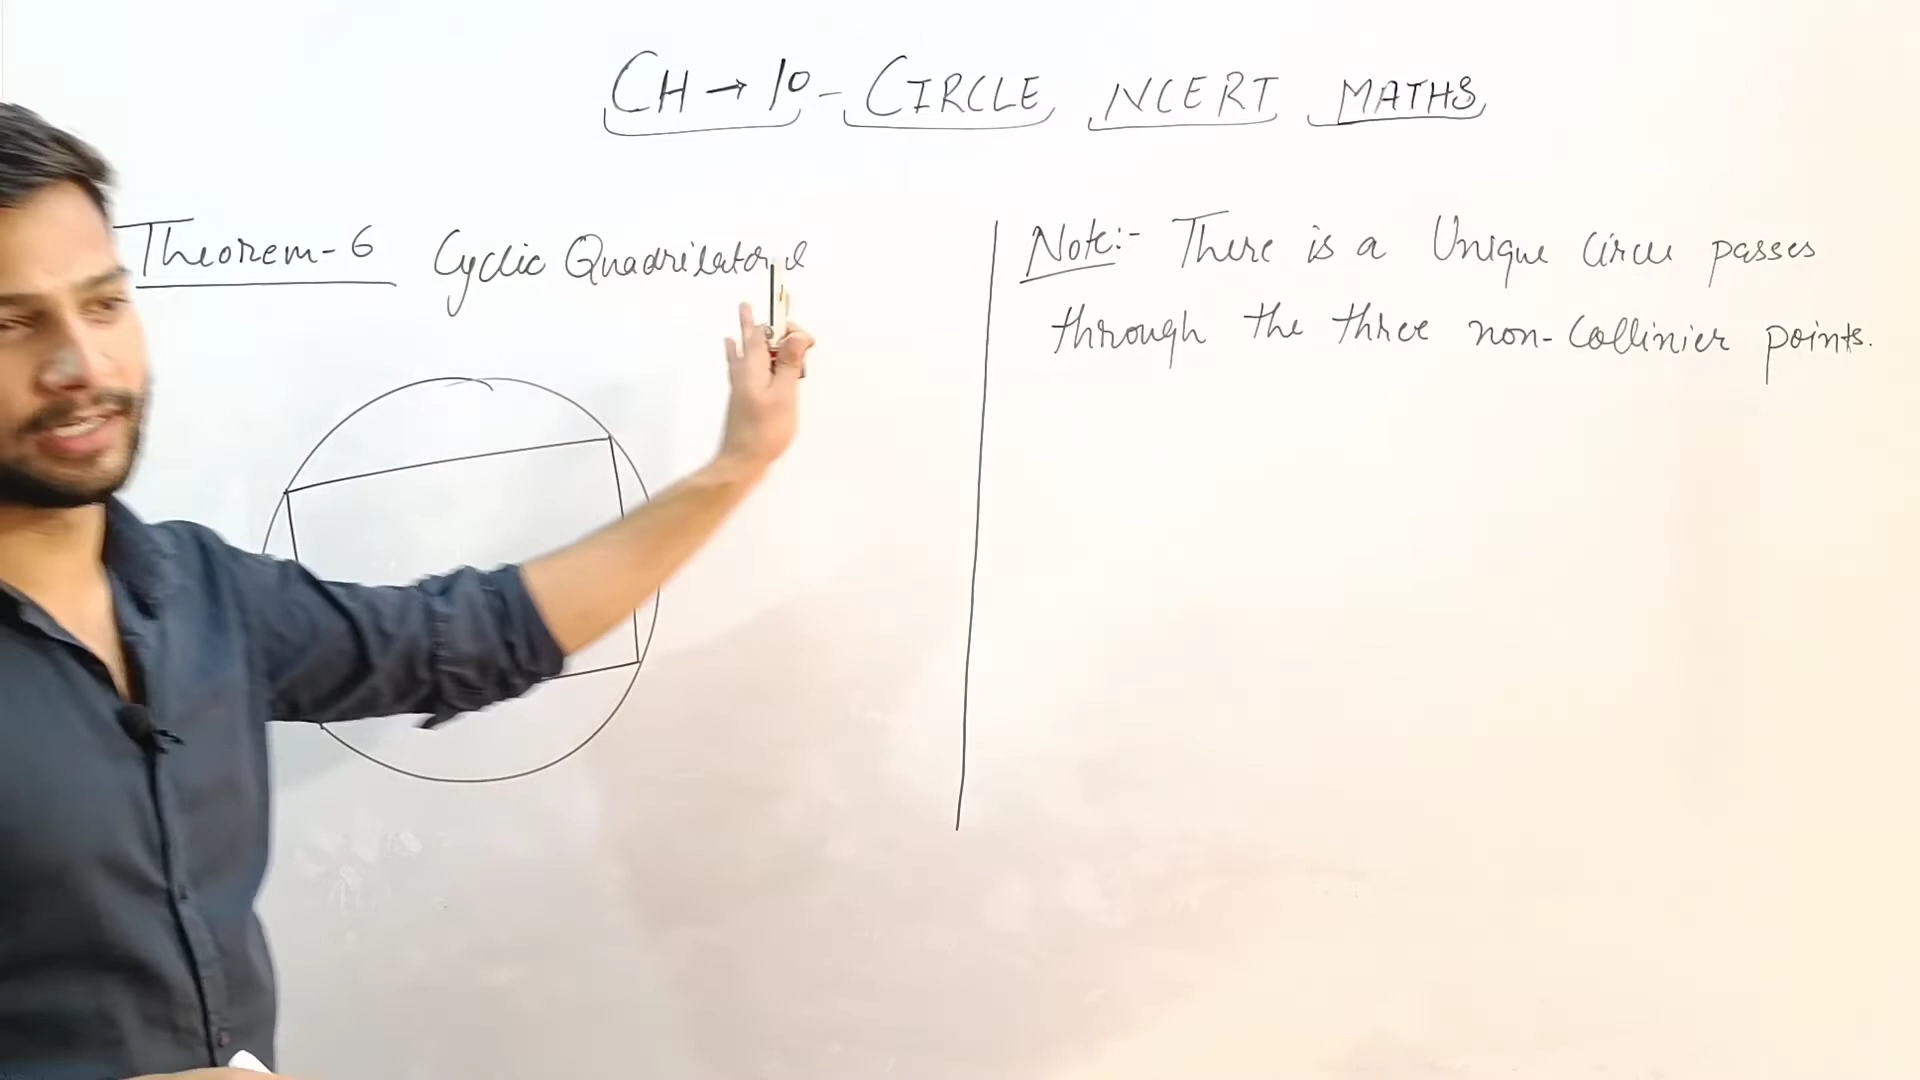 CH → 10 - CIRCLE NCERT MATHS
Theorem-6 Cyclic Quadrilatoral
Note:- There is a Unique Circle passes
through the three non-Collinier points.